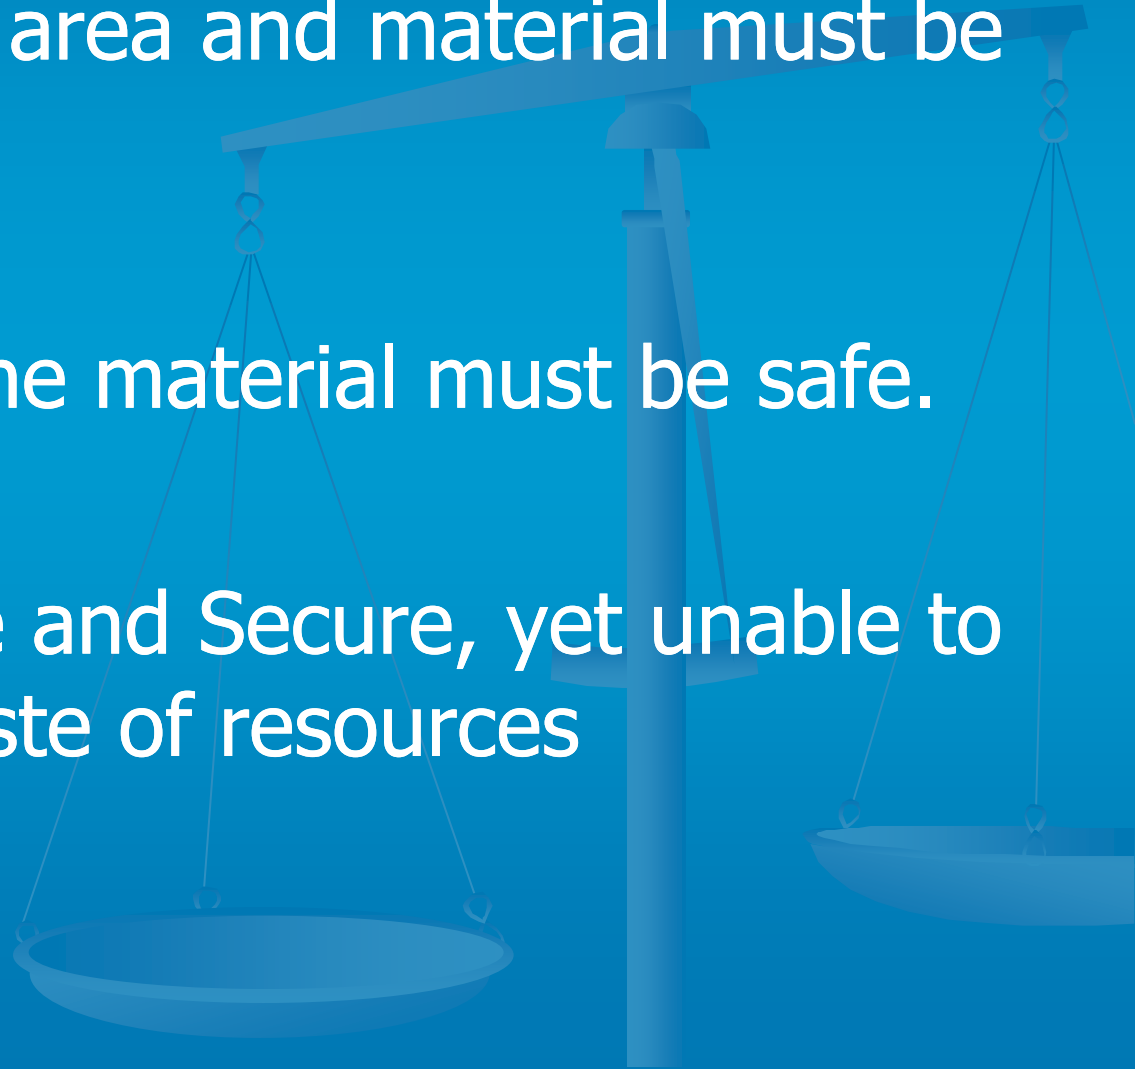 area and material must be
he material must be safe.
e and Secure, yet unable to
ste of resources